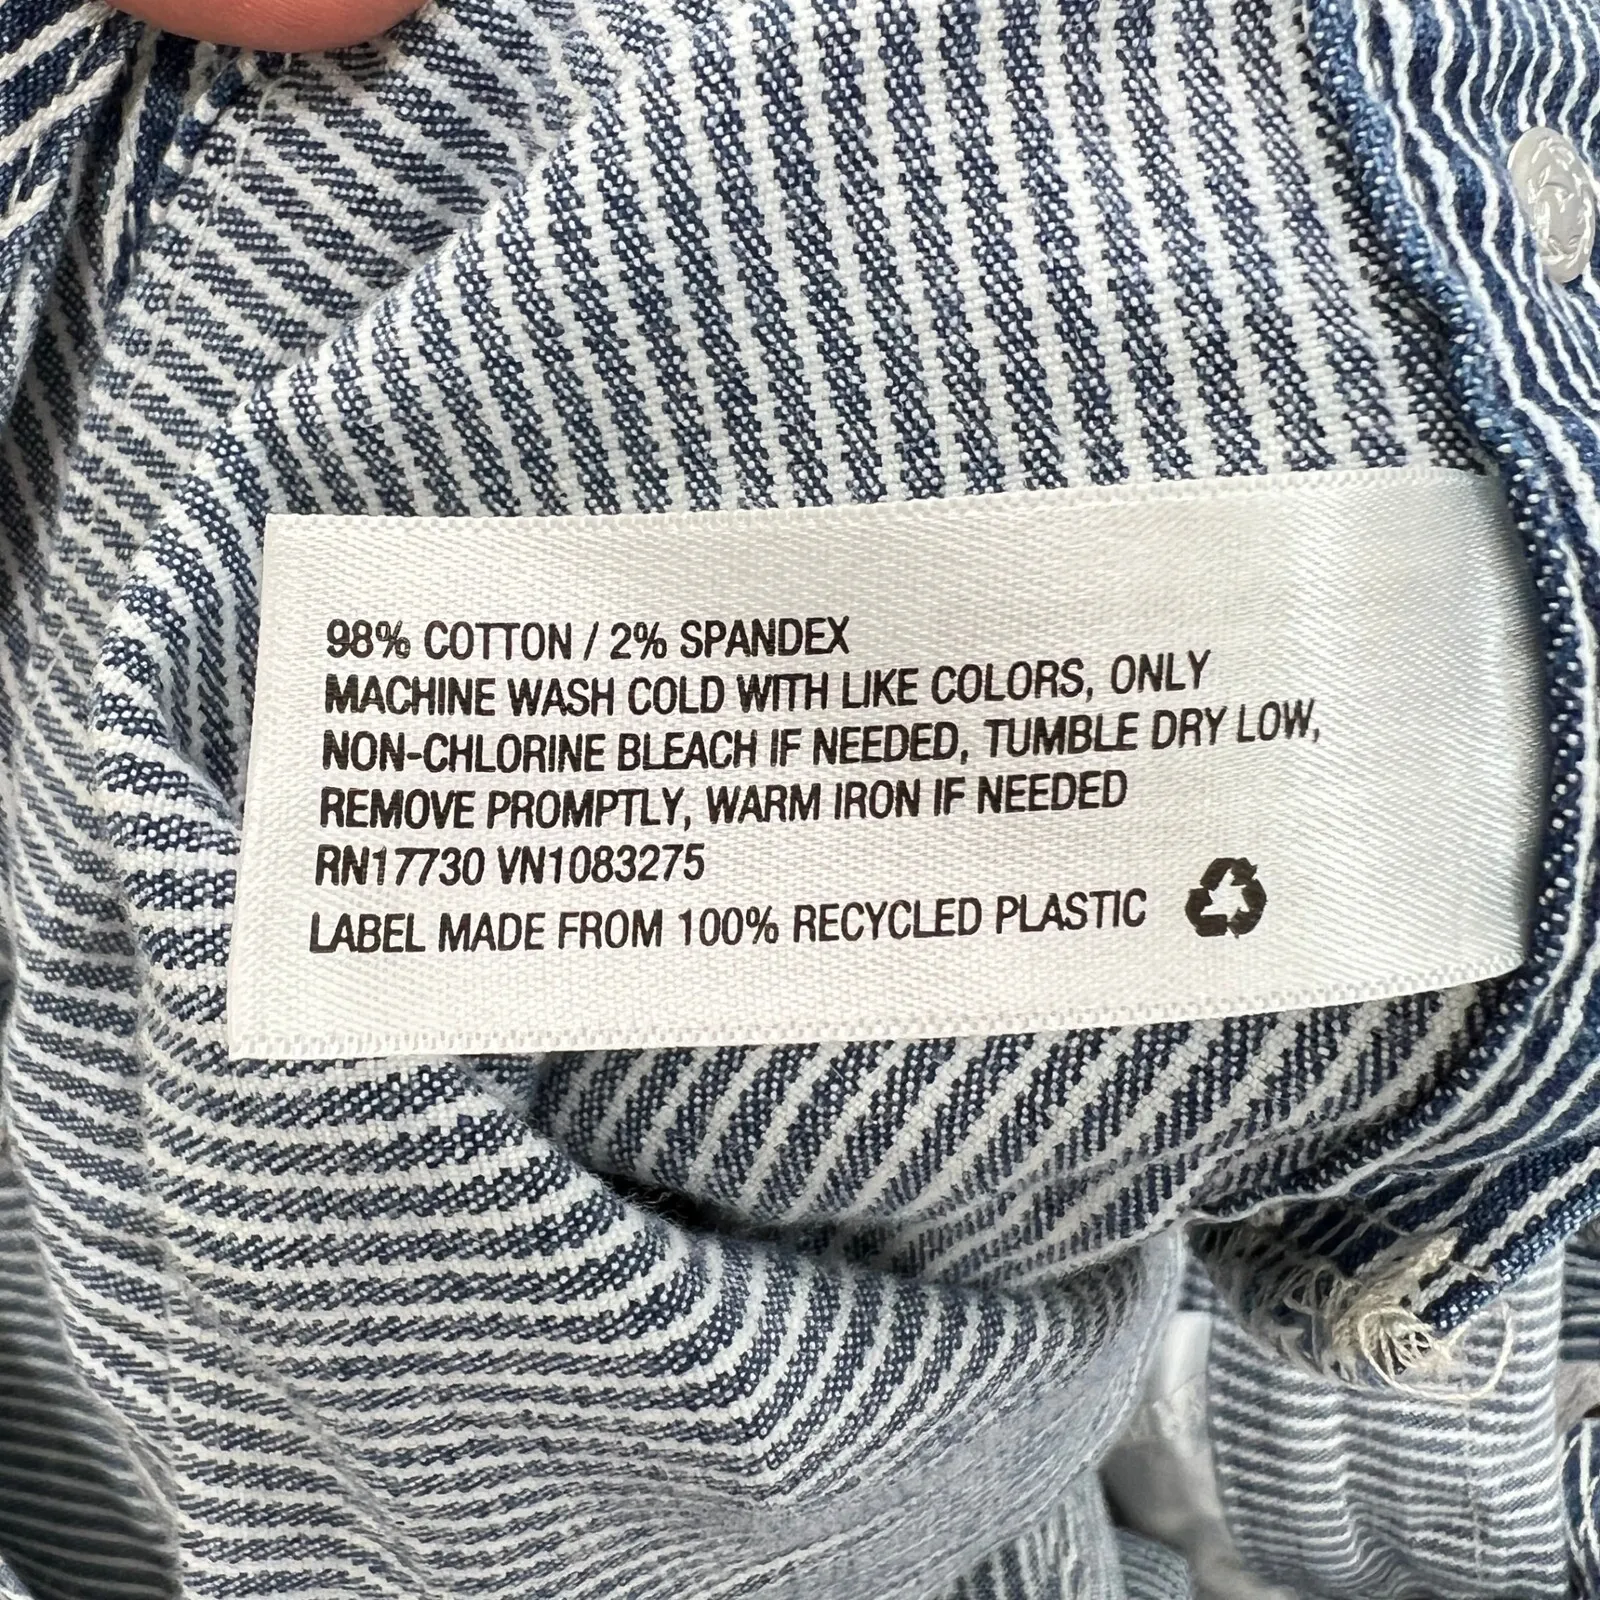 98% COTTON / 2% SPANDEX
MACHINE WASH COLD WITH LIKE COLORS, ONLY
NON-CHLORINE BLEACH IF NEEDED, TUMBLE DRY LOW,
REMOVE PROMPTLY, WARM IRON IF NEEDED
RN17730 VN1083275
LABEL MADE FROM 100% RECYCLED PLASTIC